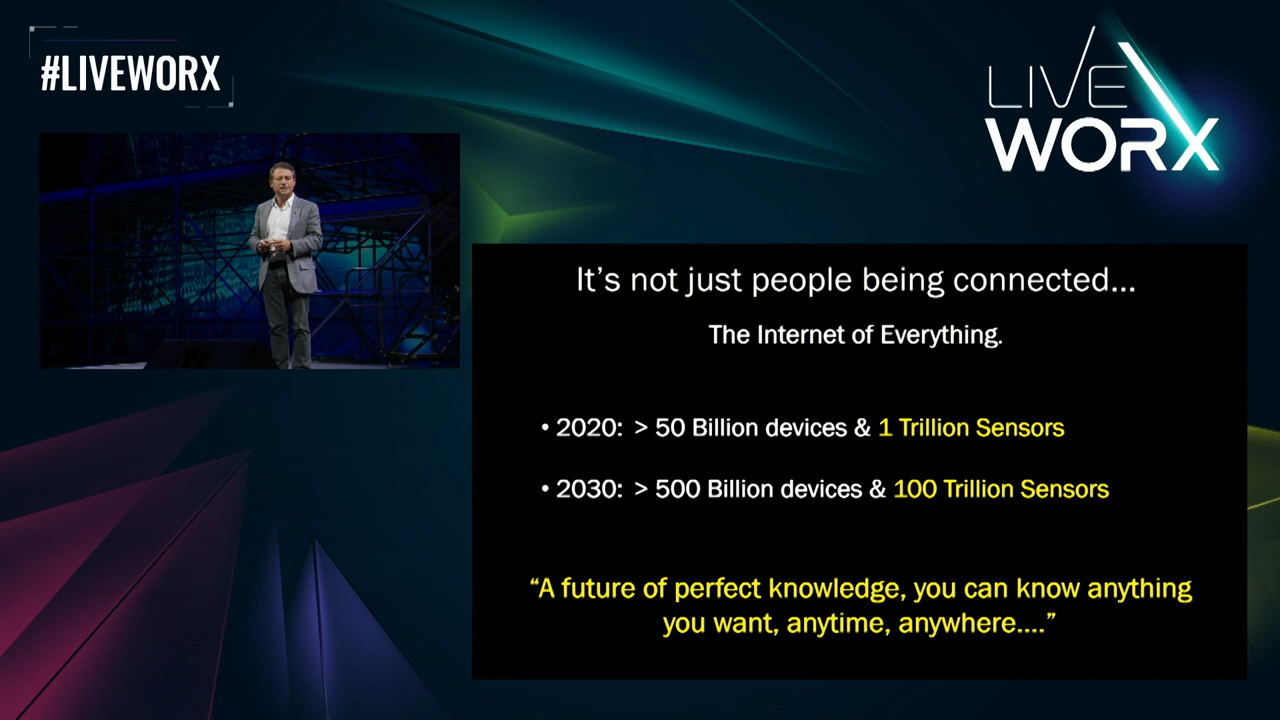 #LIVEWORX
LIVE
WORX
It’s not just people being connected...
The Internet of Everything.
• 2020: > 50 Billion devices & 1 Trillion Sensors
• 2030: > 500 Billion devices & 100 Trillion Sensors
“A future of perfect knowledge, you can know anything
you want, anytime, anywhere....”